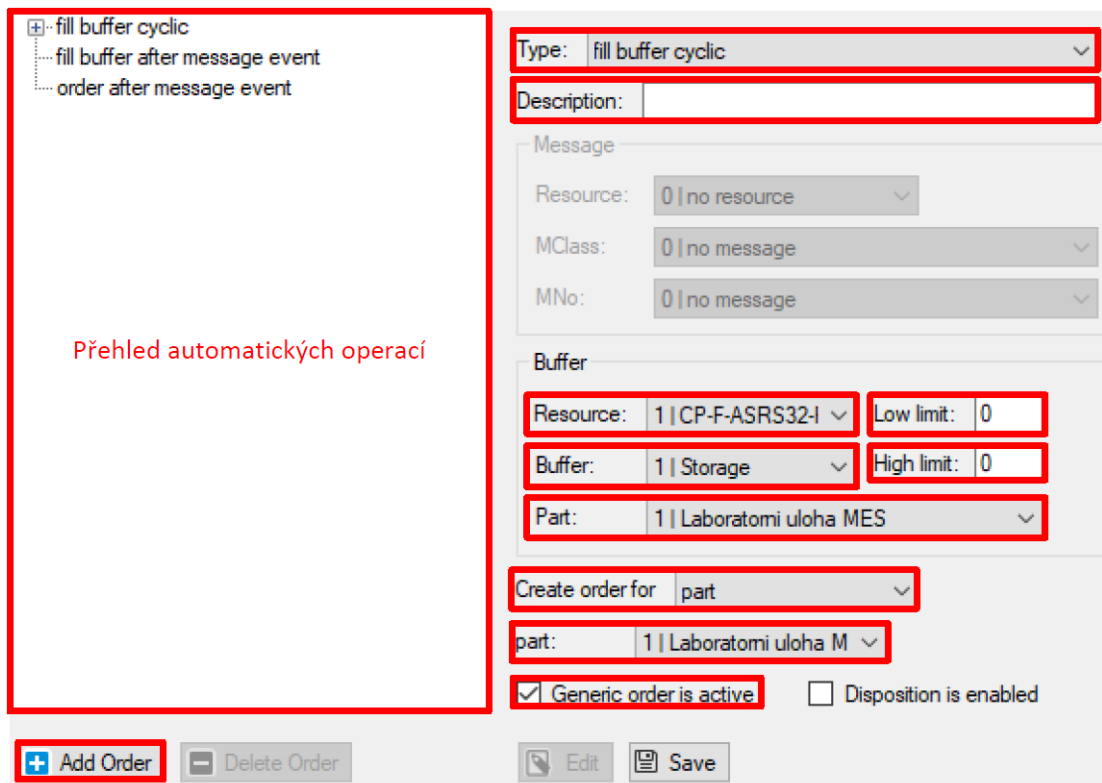 fill buffer cyclic
fill buffer after message event
order after message event
Přehled automatických operací
Add Order
Delete Order
Type: fill buffer cyclic
Description:
Message
Resource: 0 | no resource
MClass: 0 | no message
MNo: 0 | no message
Buffer
Resource: 1 | CP-F-ASRS32-I Low limit: 0
Buffer: 1 | Storage High limit: 0
Part: 1 | Laboratorni uloha MES
Create order for part
part: 1 | Laboratorni uloha M
Generic order is active Disposition is enabled
Edit Save